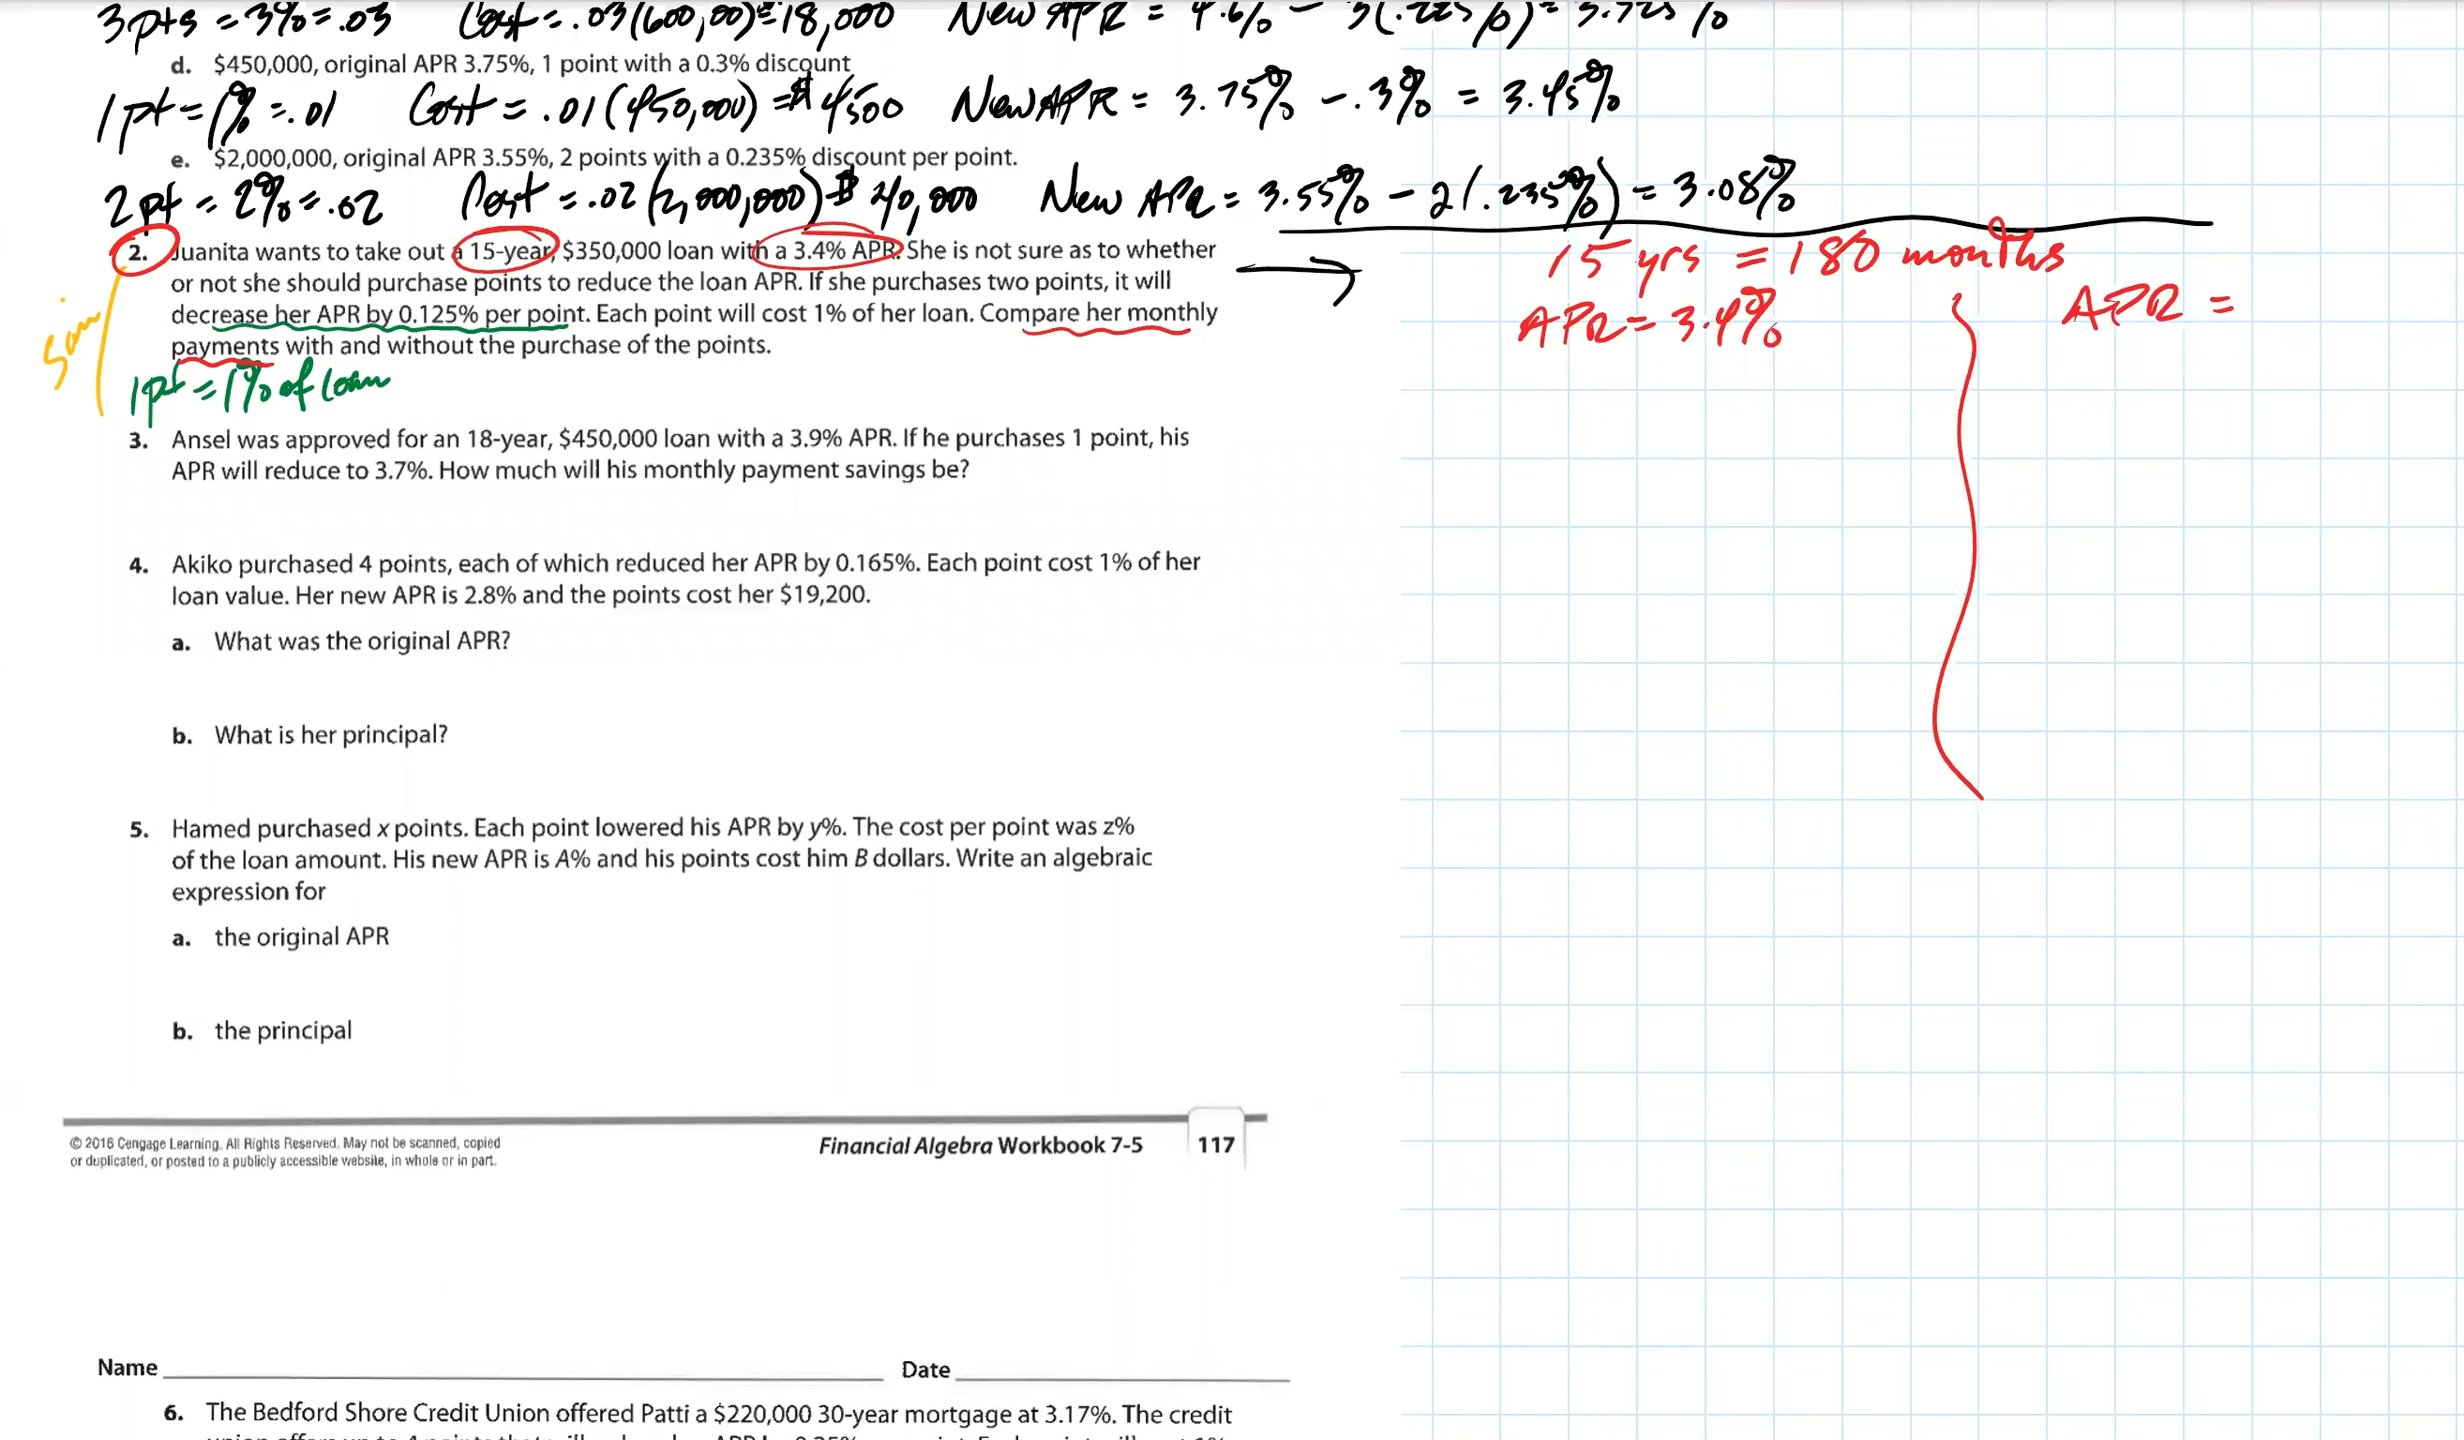 3pts = 3% = .03 Cost = .03(600,00) = 18,000 New APR = 4.6% - 3(.225%) = 3.925%
d. $450,000, original APR 3.75%, 1 point with a 0.3% discount
1pt = 1% = .01 Cost = .01(450,000) = $4500 New APR = 3.75% - .3% = 3.45%
e. $2,000,000, original APR 3.55%, 2 points with a 0.235% discount per point.
2pt = 2% = .02 Cost = .02(2,000,000) $40,000 New APR = 3.55% - 2(.235%) = 3.08%
2. Juanita wants to take out a 15-year, $350,000 loan with a 3.4% APR. She is not sure as to whether
or not she should purchase points to reduce the loan APR. If she purchases two points, it will
decrease her APR by 0.125% per point. Each point will cost 1% of her loan. Compare her monthly
payments with and without the purchase of the points.
1pt = 1% of loan
15 yrs = 180 months
APR = 3.4%
APR =
3. Ansel was approved for an 18-year, $450,000 loan with a 3.9% APR. If he purchases 1 point, his
APR will reduce to 3.7%. How much will his monthly payment savings be?
4. Akiko purchased 4 points, each of which reduced her APR by 0.165%. Each point cost 1% of her
loan value. Her new APR is 2.8% and the points cost her $19,200.
a. What was the original APR?
b. What is her principal?
5. Hamed purchased x points. Each point lowered his APR by y%. The cost per point was z%
of the loan amount. His new APR is A% and his points cost him B dollars. Write an algebraic
expression for
a. the original APR
b. the principal
© 2016 Cengage Learning. All Rights Reserved. May not be scanned, copied
or duplicated, or posted to a publicly accessible website, in whole or in part.
Financial Algebra Workbook 7-5 117
Name Date
6. The Bedford Shore Credit Union offered Patti a $220,000 30-year mortgage at 3.17%. The credit